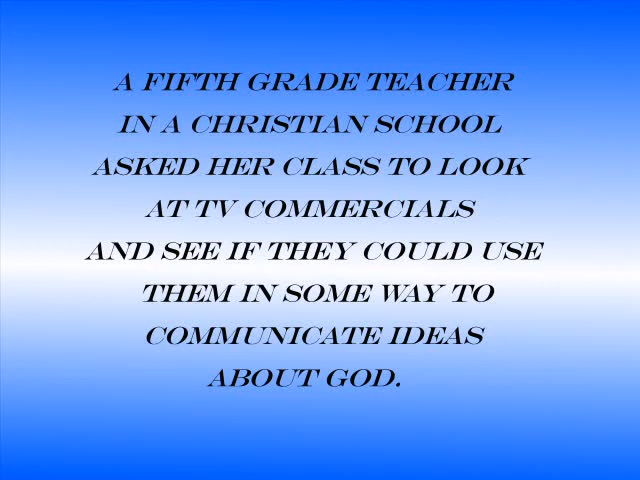 A FIFTH GRADE TEACHER
IN A CHRISTIAN SCHOOL
ASKED HER CLASS TO LOOK
AT TV COMMERCIALS
AND SEE IF THEY COULD USE
THEM IN SOME WAY TO
COMMUNICATE IDEAS
ABOUT GOD.